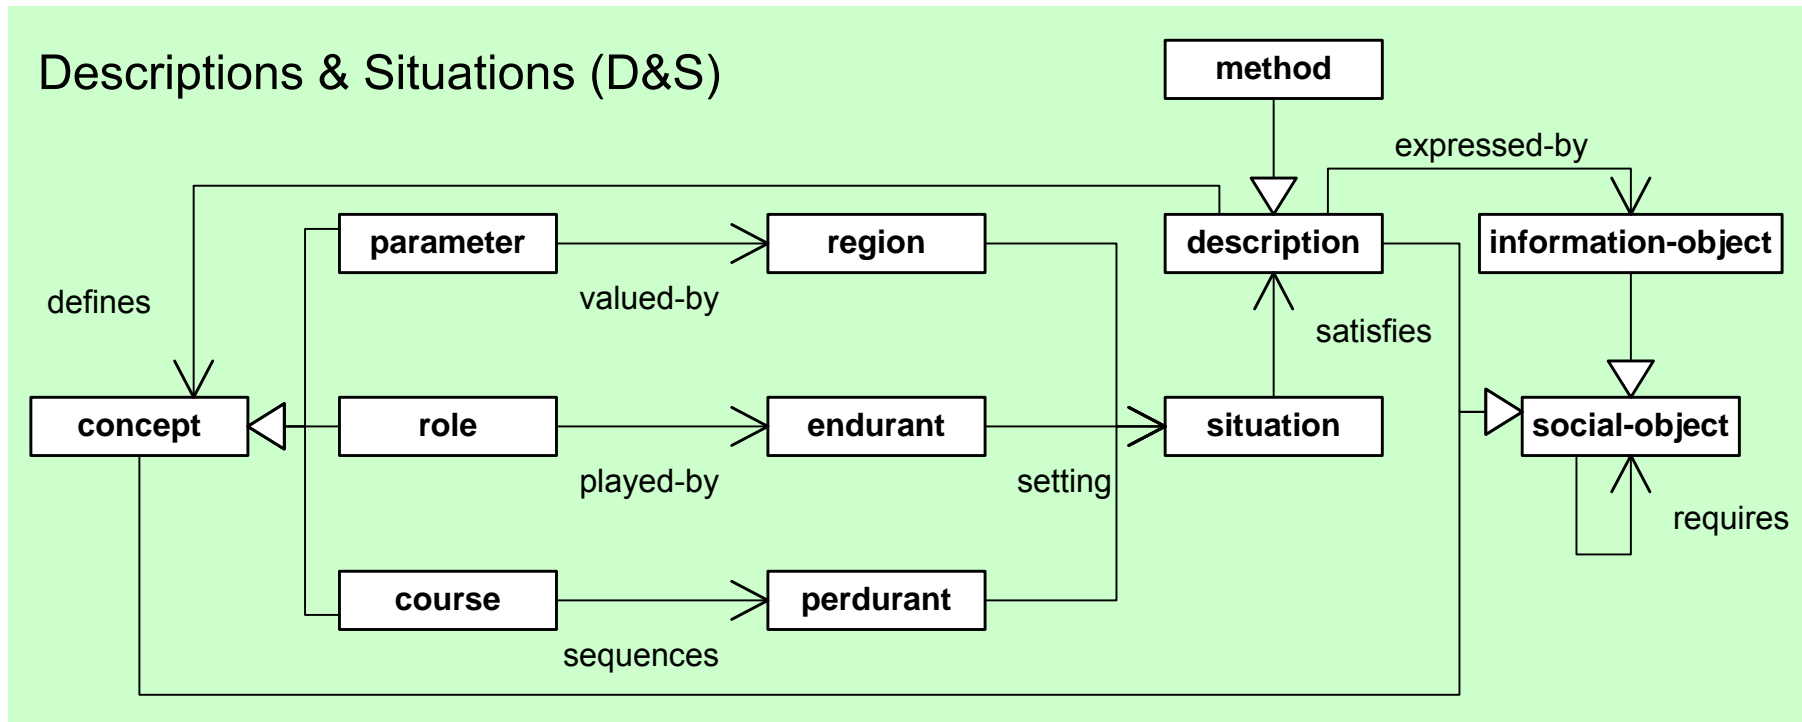 Descriptions & Situations (D&S)
method
expressed-by
parameter
region
description
information-object
defines
valued-by
satisfies
concept
role
endurant
situation
social-object
played-by
setting
requires
course
perdurant
sequences